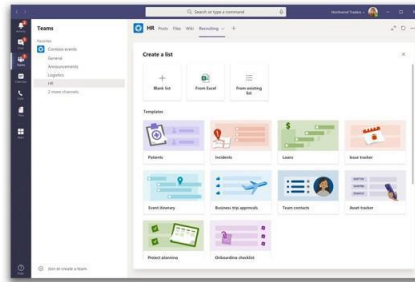 Search or type a command
Northwind Traders
Teams
Favorites
Contoso events
General
Announcements
Logistics
HR
2 more channels
Join or create a team
HR Posts Files Wiki Recruiting
Create a list
Blank list
From Excel
From existing
list
Templates
Patients
Incidents
Loans
Issue tracker
Event itinerary
Business trip approvals
Team contacts
Asset tracker
Project planning
Onboarding checklist